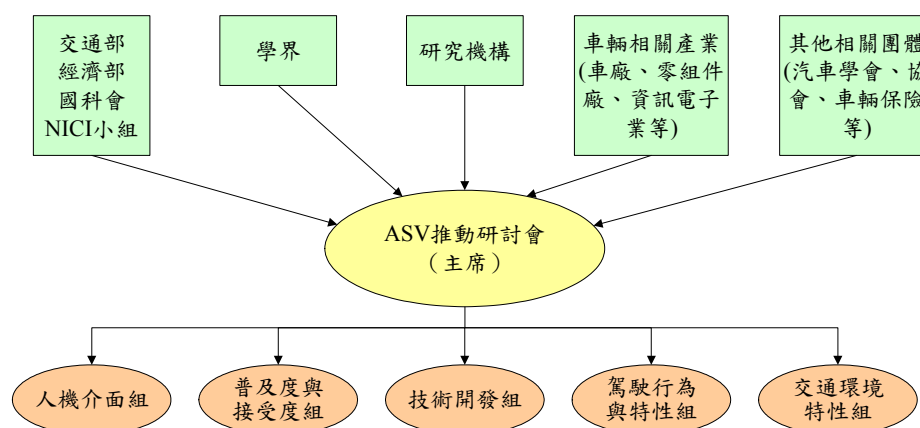 交通部
經濟部
國科會
NICI小組
學界
研究機構
車輛相關產業
(車廠、零組件
廠、資訊電子
業等)
其他相關團體
(汽車學會、協
會、車輛保險
等)
ASV推動研討會
（主席）
人機介面組
普及度與
接受度組
技術開發組
駕駛行為
與特性組
交通環境
特性組